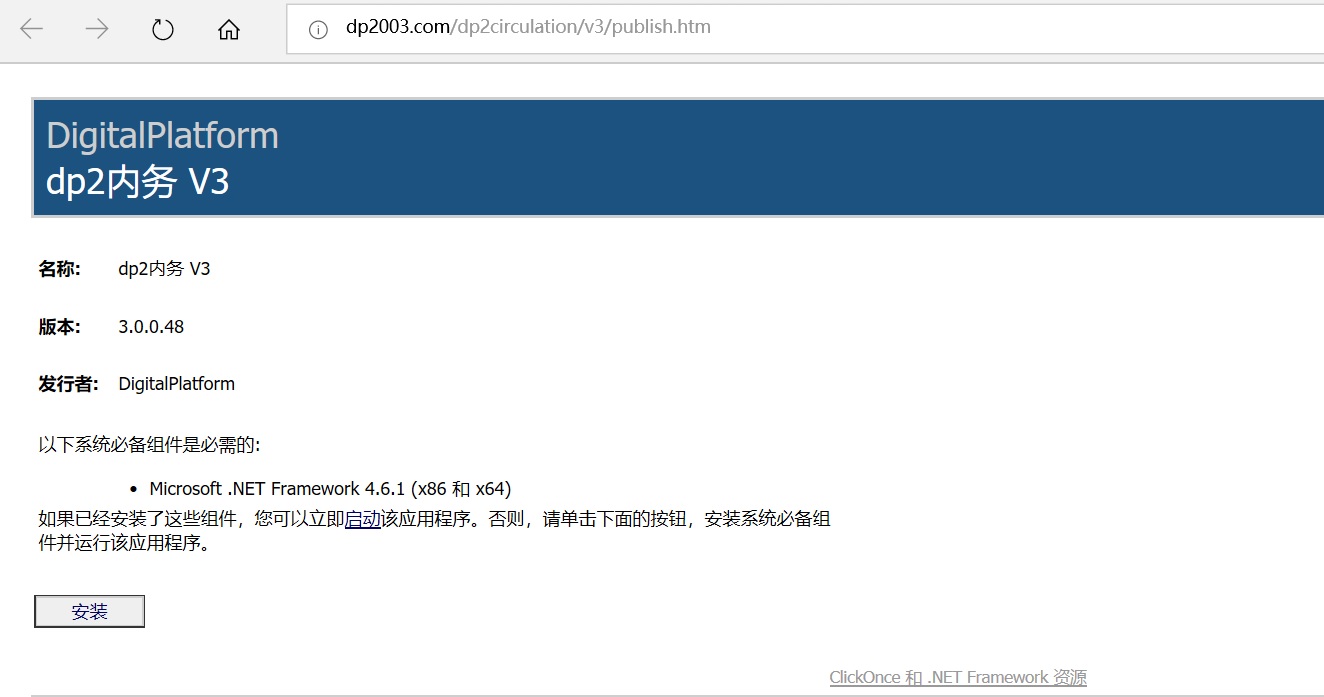 dp2003.com/dp2circulation/v3/publish.htm
DigitalPlatform
dp2内务 V3
名称: dp2内务 V3
版本: 3.0.0.48
发行者: DigitalPlatform
以下系统必备组件是必需的:
• Microsoft .NET Framework 4.6.1 (x86 和 x64)
如果已经安装了这些组件，您可以立即启动该应用程序。否则，请单击下面的按钮，安装系统必备组
件并运行该应用程序。
安装
ClickOnce 和 .NET Framework 资源